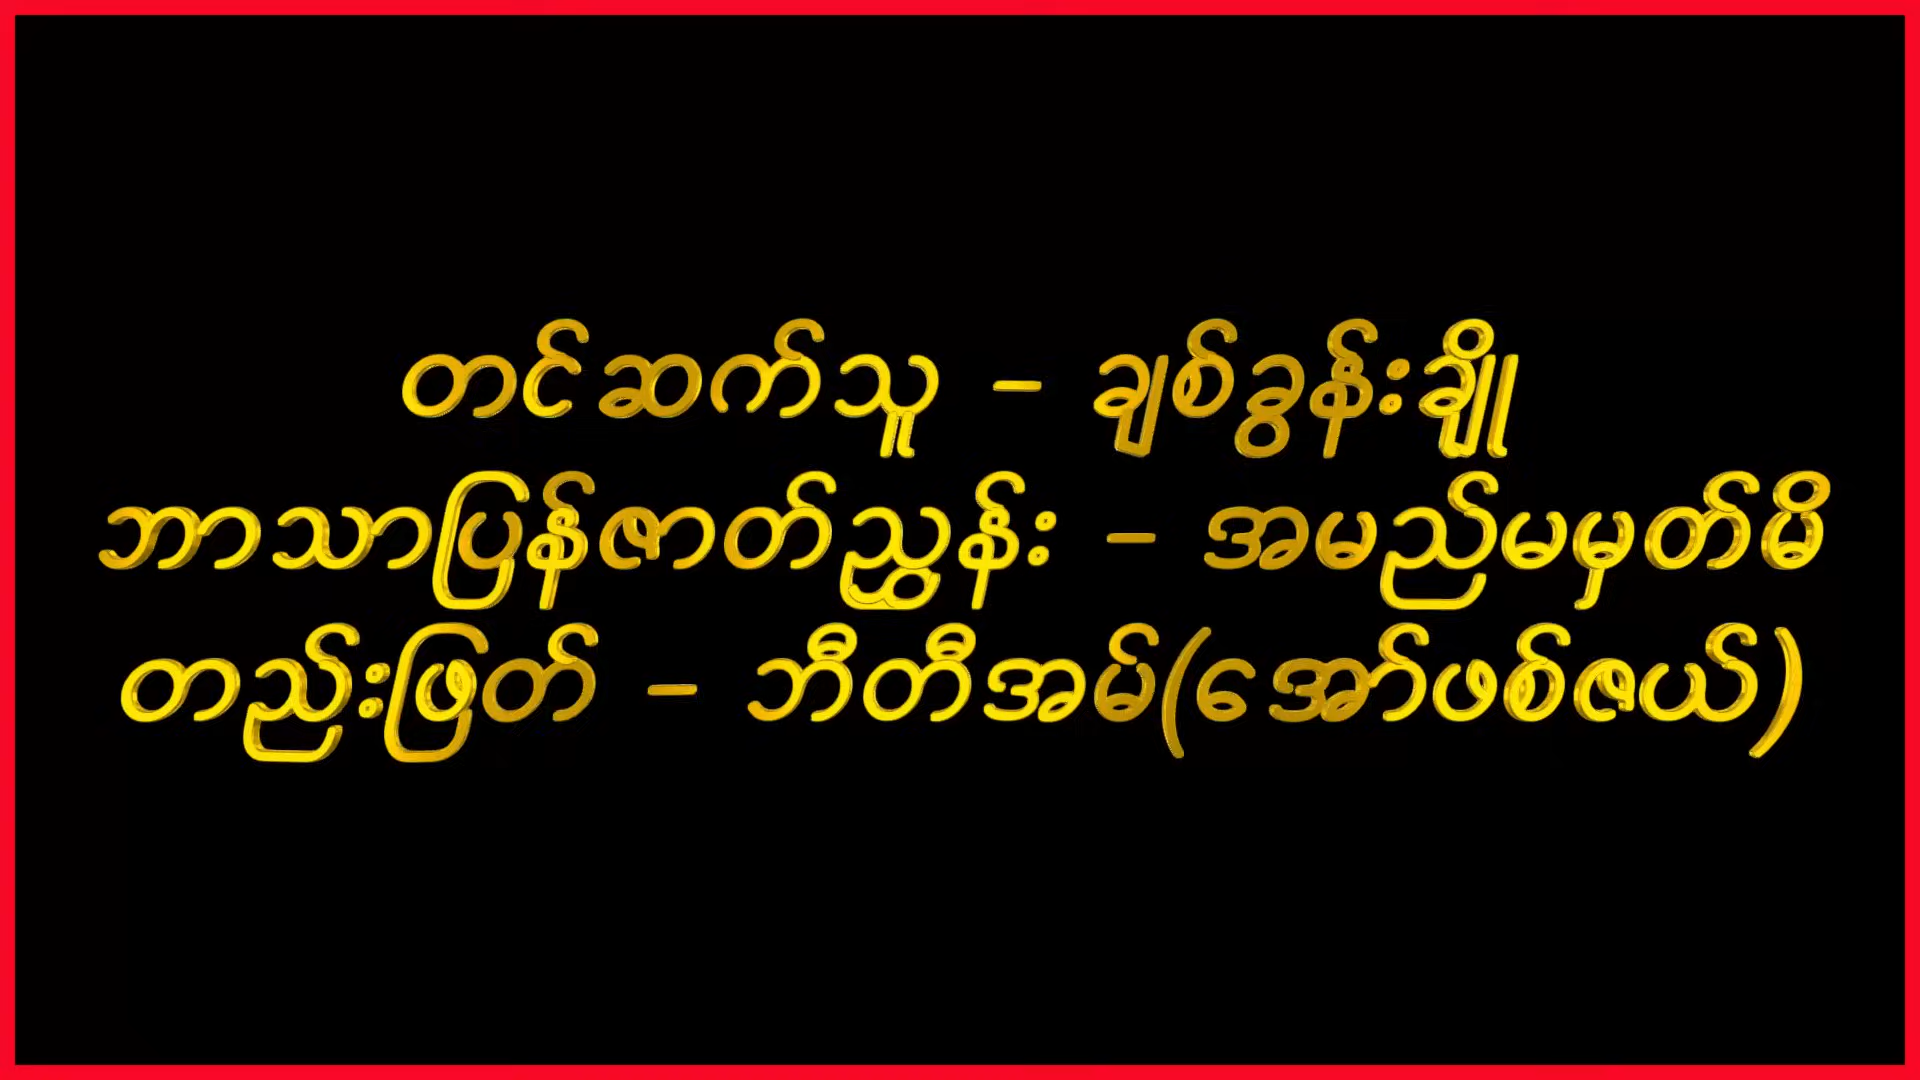 တင်ဆက်သူ - ချစ်ခွန်းချို
ဘာသာပြန်ဇာတ်ညွှန်း - အမည်မမှတ်မိ
တည်းဖြတ် - ဘီတီအမ်(အော်ဖစ်ဇယ်)